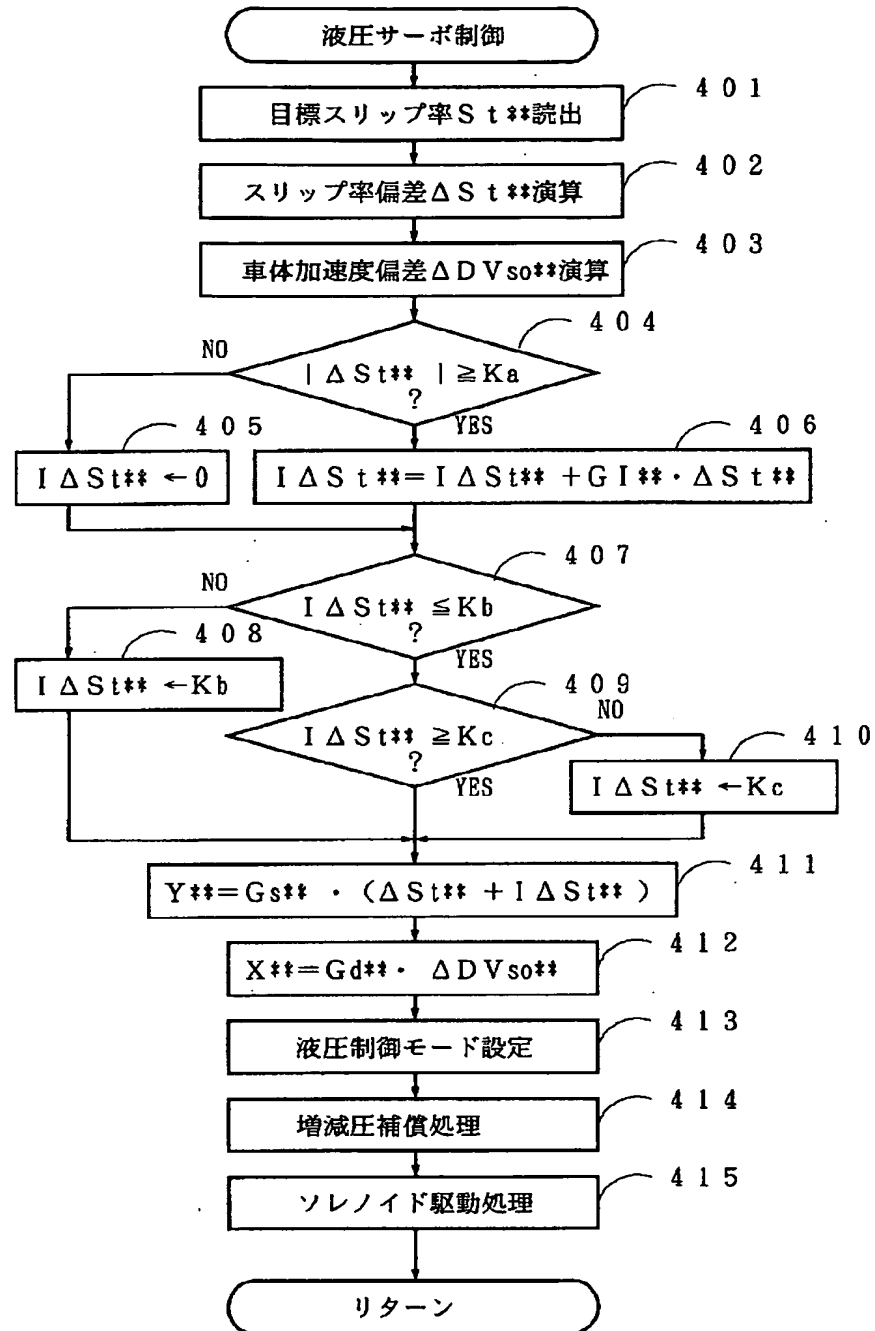 液圧サーボ制御
401
目標スリップ率St**読出
402
スリップ率偏差ΔSt**演算
403
車体加速度偏差ΔDVso**演算
404
NO
|ΔSt**|≧Ka
?
YES
405
IΔSt**←0
406
IΔSt**=IΔSt**+GI**・ΔSt**
407
NO
IΔSt**≦Kb
?
YES
408
IΔSt**←Kb
409
NO
IΔSt**≧Kc
?
YES
410
IΔSt**←Kc
411
Y**=Gs**・(ΔSt**+IΔSt**)
412
X**=Gd**・ΔDVso**
413
液圧制御モード設定
414
増減圧補償処理
415
ソレノイド駆動処理
リターン